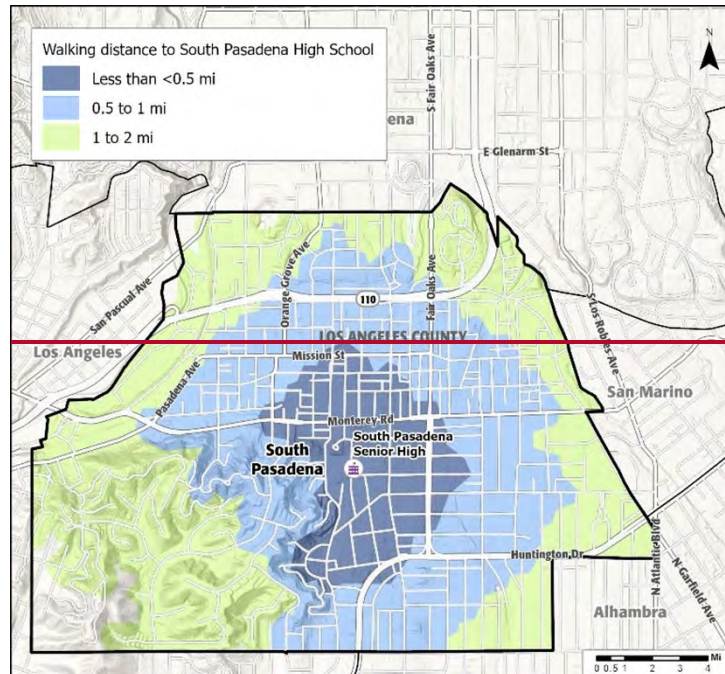 Walking distance to South Pasadena High School
Less than <0.5 mi
0.5 to 1 mi
1 to 2 mi
N
S Fair Oaks Ave
ena
E Glenarm St
San Pascual Ave
Orange Grove Ave
110
Fair Oaks Ave
S Los Robles Ave
Los Angeles
LOS ANGELES COUNTY
Mission St
Pasadena Ave
San Marino
Monterey Rd
South
Pasadena
South Pasadena
Senior High
Huntington Dr
N Atlantic Blvd
N Garfield Ave
Alhambra
Mi
0 0.5 1 2 3 4